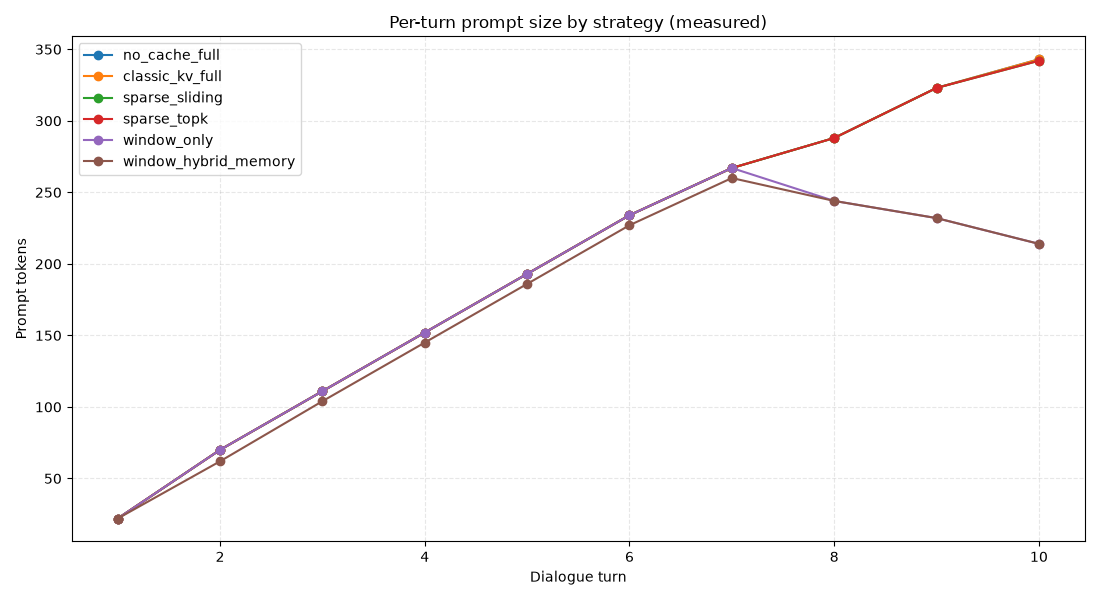 Per-turn prompt size by strategy (measured)
no_cache_full
classic_kv_full
sparse_sliding
sparse_topk
window_only
window_hybrid_memory
Prompt tokens
350
300
250
200
150
100
50
2 4 6 8 10
Dialogue turn